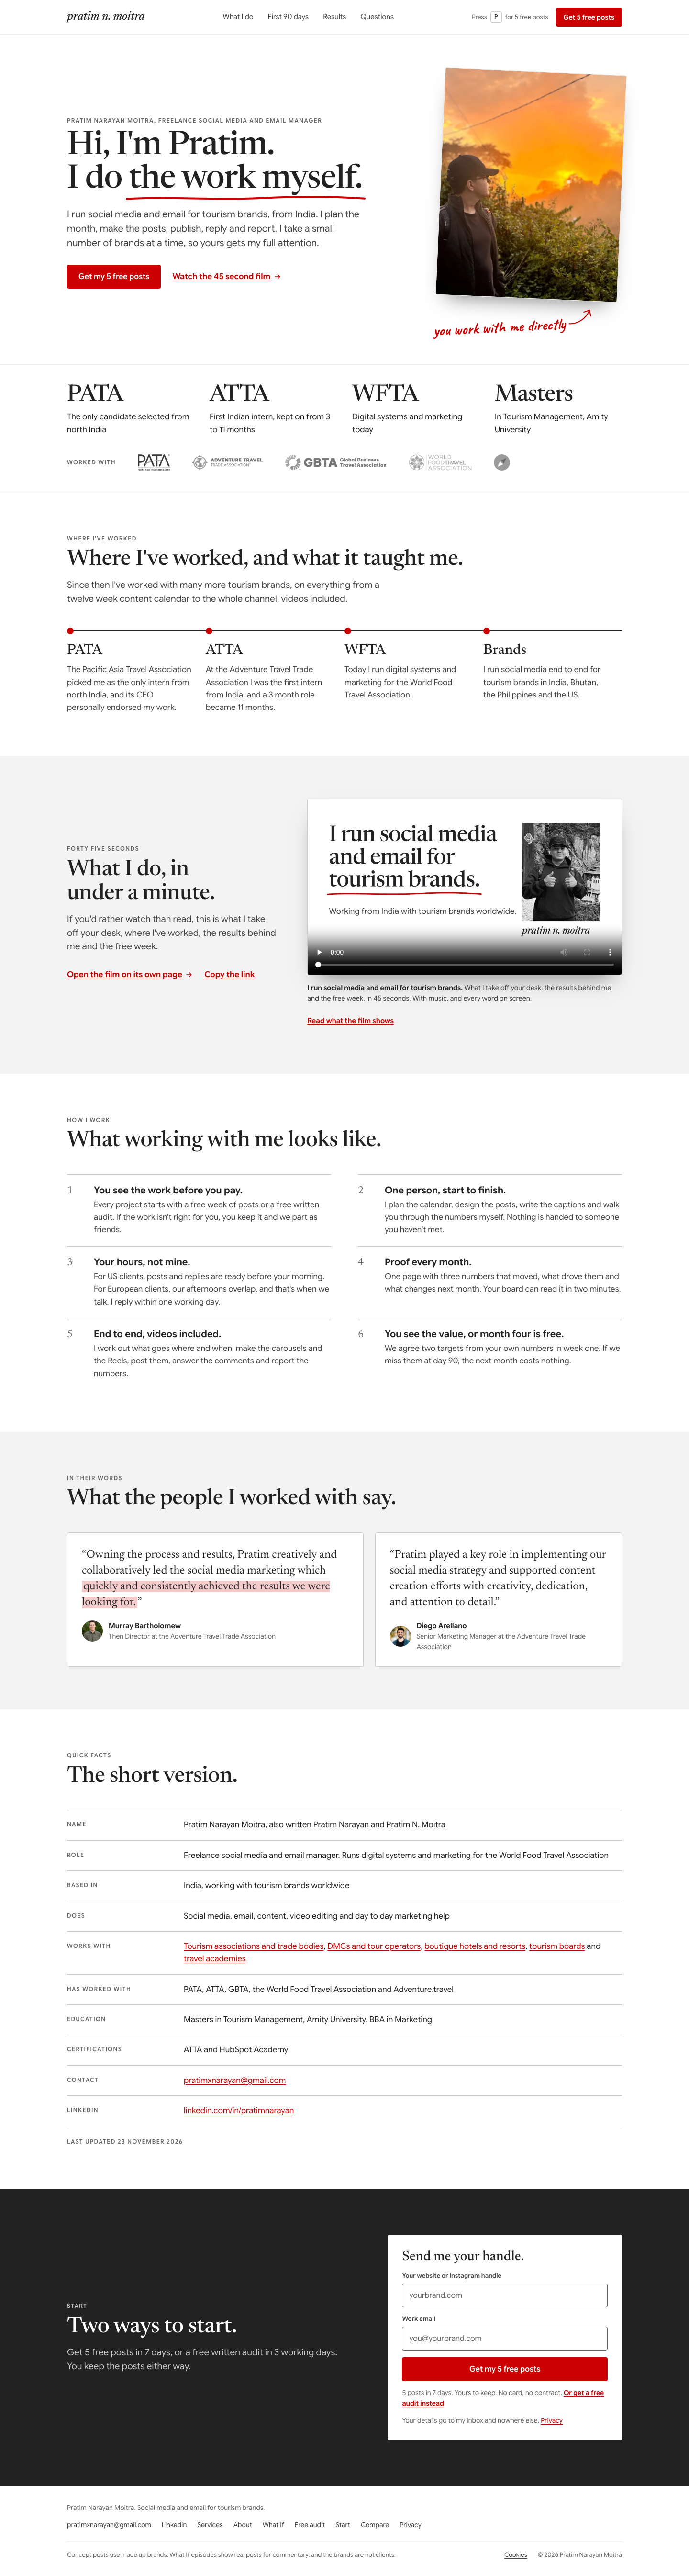 pratim n. moitra
What I do First 90 days Results Questions
Press P for 5 free posts
Get 5 free posts
PRATIM NARAYAN MOITRA, FREELANCE SOCIAL MEDIA AND EMAIL MANAGER
Hi, I'm Pratim.
I do the work myself.
I run social media and email for tourism brands, from India. I plan the
month, make the posts, publish, reply and report. I take a small
number of brands at a time, so yours gets my full attention.
Get my 5 free posts
Watch the 45 second film →
you work with me directly
PATA
The only candidate selected from
north India
ATTA
First Indian intern, kept on from 3
to 11 months
WFTA
Digital systems and marketing
today
Masters
In Tourism Management, Amity
University
WORKED WITH
PATA
ADVENTURE TRAVEL
TRADE ASSOCIATION
GBTA Global Business
Travel Association
WORLD
FOODTRAVEL
ASSOCIATION
WHERE I'VE WORKED
Where I've worked, and what it taught me.
Since then I've worked with many more tourism brands, on everything from a
twelve week content calendar to the whole channel, videos included.
PATA
The Pacific Asia Travel Association
picked me as the only intern from
north India, and its CEO
personally endorsed my work.
ATTA
At the Adventure Travel Trade
Association I was the first intern
from India, and a 3 month role
became 11 months.
WFTA
Today I run digital systems and
marketing for the World Food
Travel Association.
Brands
I run social media end to end for
tourism brands in India, Bhutan,
the Philippines and the US.
FORTY FIVE SECONDS
What I do, in
under a minute.
If you'd rather watch than read, this is what I take
off your desk, where I've worked, the results behind
me and the free week.
Open the film on its own page → Copy the link
I run social media
and email for
tourism brands.
Working from India with tourism brands worldwide.
pratim n. moitra
0:00
I run social media and email for tourism brands. What I take off your desk, the results behind me
and the free week, in 45 seconds. With music, and every word on screen.
Read what the film shows
HOW I WORK
What working with me looks like.
1
You see the work before you pay.
Every project starts with a free week of posts or a free written
audit. If the work isn't right for you, you keep it and we part as
friends.
2
One person, start to finish.
I plan the calendar, design the posts, write the captions and walk
you through the numbers myself. Nothing is handed to someone
you haven't met.
3
Your hours, not mine.
For US clients, posts and replies are ready before your morning.
For European clients, our afternoons overlap, and that's when we
talk. I reply within one working day.
4
Proof every month.
One page with three numbers that moved, what drove them and
what changes next month. Your board can read it in two minutes.
5
End to end, videos included.
I work out what goes where and when, make the carousels and
the Reels, post them, answer the comments and report the
numbers.
6
You see the value, or month four is free.
We agree two targets from your own numbers in week one. If we
miss them at day 90, the next month costs nothing.
IN THEIR WORDS
What the people I worked with say.
“Owning the process and results, Pratim creatively and
collaboratively led the social media marketing which
quickly and consistently achieved the results we were
looking for.”
Murray Bartholomew
Then Director at the Adventure Travel Trade Association
“Pratim played a key role in implementing our
social media strategy and supported content
creation efforts with creativity, dedication,
and attention to detail.”
Diego Arellano
Senior Marketing Manager at the Adventure Travel Trade
Association
QUICK FACTS
The short version.
NAME Pratim Narayan Moitra, also written Pratim Narayan and Pratim N. Moitra
ROLE Freelance social media and email manager. Runs digital systems and marketing for the World Food Travel Association
BASED IN India, working with tourism brands worldwide
DOES Social media, email, content, video editing and day to day marketing help
WORKS WITH Tourism associations and trade bodies, DMCs and tour operators, boutique hotels and resorts, tourism boards and
travel academies
HAS WORKED WITH PATA, ATTA, GBTA, the World Food Travel Association and Adventure.travel
EDUCATION Masters in Tourism Management, Amity University. BBA in Marketing
CERTIFICATIONS ATTA and HubSpot Academy
CONTACT pratimxnarayan@gmail.com
LINKEDIN linkedin.com/in/pratimnarayan
LAST UPDATED 23 NOVEMBER 2026
START
Two ways to start.
Get 5 free posts in 7 days, or a free written audit in 3 working days.
You keep the posts either way.
Send me your handle.
Your website or Instagram handle
yourbrand.com
Work email
you@yourbrand.com
Get my 5 free posts
5 posts in 7 days. Yours to keep. No card, no contract. Or get a free
audit instead
Your details go to my inbox and nowhere else. Privacy
Pratim Narayan Moitra. Social media and email for tourism brands.
pratimxnarayan@gmail.com LinkedIn Services About What If Free audit Start Compare Privacy
Concept posts use made up brands. What If episodes show real posts for commentary, and the brands are not clients.
Cookies © 2026 Pratim Narayan Moitra